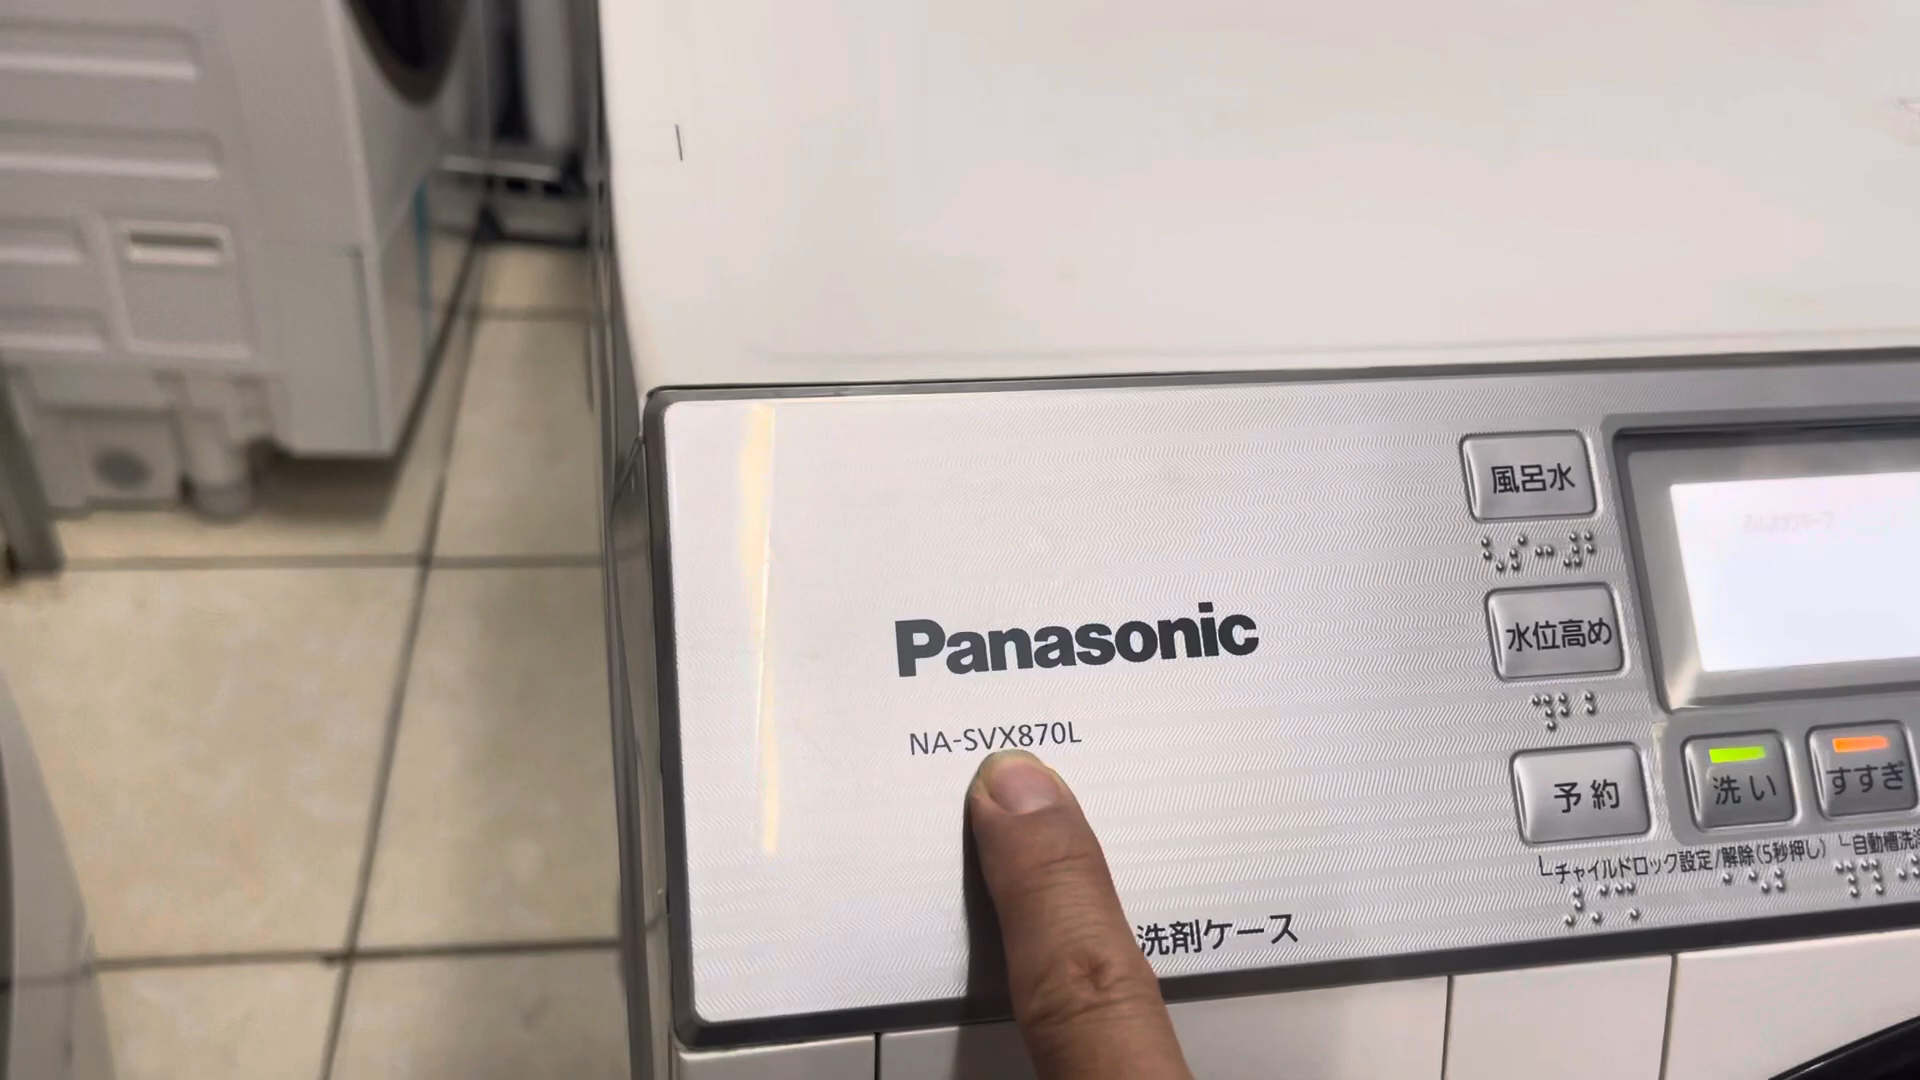 風呂水
Panasonic
水位高め
NA-SVX870L
予約
洗い
すすぎ
└チャイルドロック設定/解除(5秒押し)
└自動槽洗浄
洗剤ケース